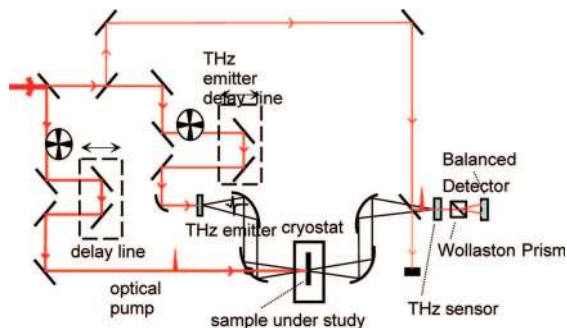 THz
emitter
delay line
Balanced
Detector
delay line
THz emitter
cryostat
Wollaston Prism
optical
pump
THz sensor
sample under study